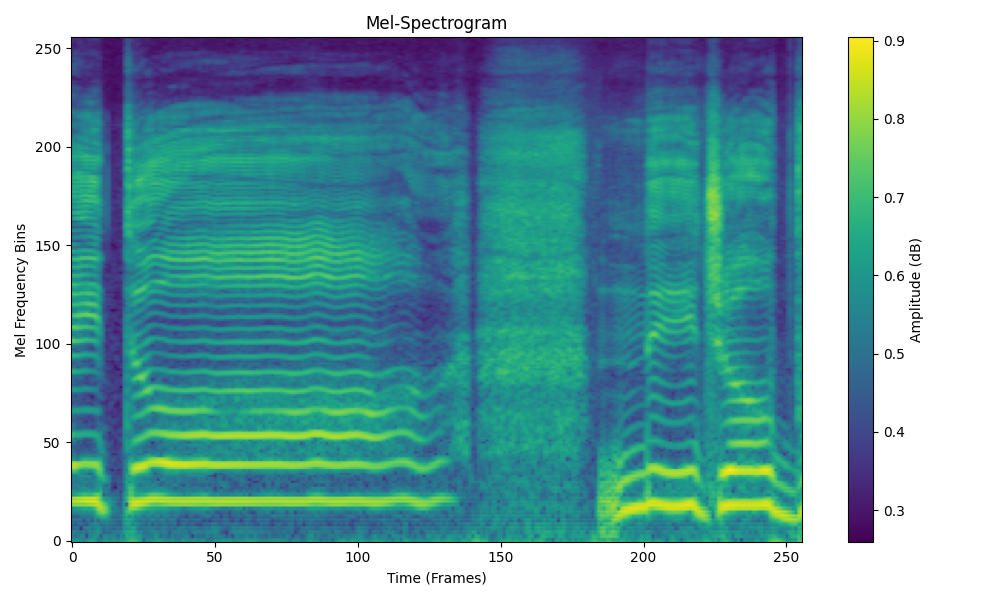 Mel-Spectrogram
250
200
150
100
50
0
Mel Frequency Bins
0 50 100 150 200 250
Time (Frames)
0.9
0.8
0.7
0.6
0.5
0.4
0.3
Amplitude (dB)